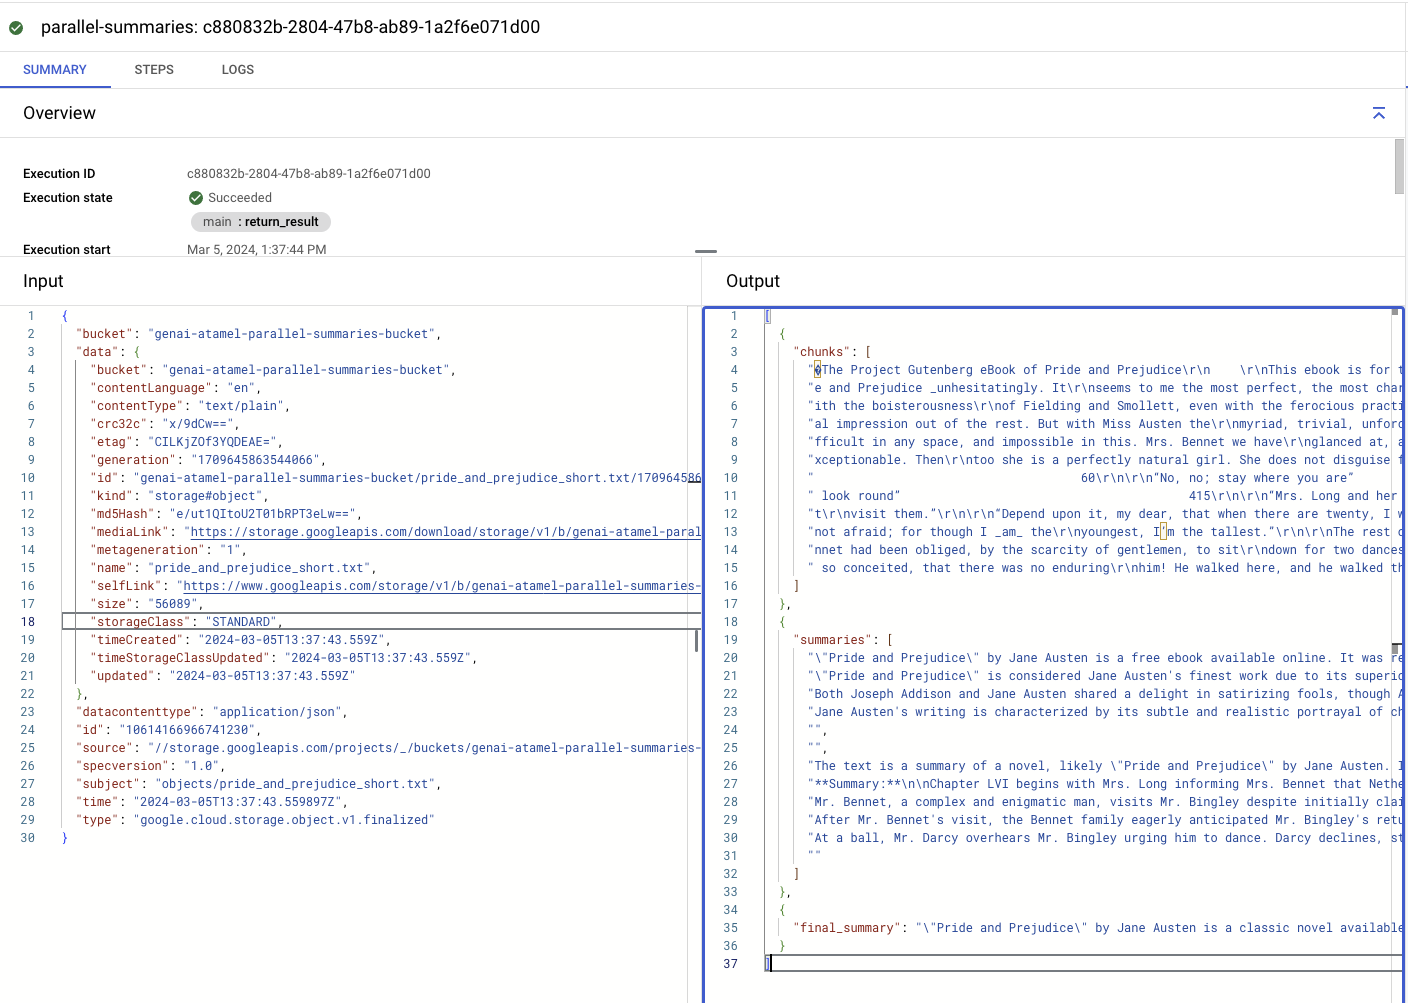 parallel-summaries: c880832b-2804-47b8-ab89-1a2f6e071d00
SUMMARY STEPS LOGS
Overview
Execution ID c880832b-2804-47b8-ab89-1a2f6e071d00
Execution state Succeeded
main : return_result
Execution start Mar 5, 2024, 1:37:44 PM
Input
1 {
2 "bucket": "genai-atamel-parallel-summaries-bucket",
3 "data": {
4 "bucket": "genai-atamel-parallel-summaries-bucket",
5 "contentLanguage": "en",
6 "contentType": "text/plain",
7 "crc32c": "x/9dCw==",
8 "etag": "CILKjZOf3YQDEAE=",
9 "generation": "1709645863544066",
10 "id": "genai-atamel-parallel-summaries-bucket/pride_and_prejudice_short.txt/170964586
11 "kind": "storage#object",
12 "md5Hash": "e/ut1QItoU2T01bRPT3eLw==",
13 "mediaLink": "https://storage.googleapis.com/download/storage/v1/b/genai-atamel-paral
14 "metageneration": "1",
15 "name": "pride_and_prejudice_short.txt",
16 "selfLink": "https://www.googleapis.com/storage/v1/b/genai-atamel-parallel-summaries-
17 "size": "56089",
18 "storageClass": "STANDARD",
19 "timeCreated": "2024-03-05T13:37:43.559Z",
20 "timeStorageClassUpdated": "2024-03-05T13:37:43.559Z",
21 "updated": "2024-03-05T13:37:43.559Z"
22 },
23 "datacontenttype": "application/json",
24 "id": "10614166966741230",
25 "source": "//storage.googleapis.com/projects/_/buckets/genai-atamel-parallel-summaries-
26 "specversion": "1.0",
27 "subject": "objects/pride_and_prejudice_short.txt",
28 "time": "2024-03-05T13:37:43.559897Z",
29 "type": "google.cloud.storage.object.v1.finalized"
30 }
Output
1 [
2 {
3 "chunks": [
4 "�The Project Gutenberg eBook of Pride and Prejudice\r\n    \r\nThis ebook is for t
5 "e and Prejudice _unhesitatingly. It\r\nseems to me the most perfect, the most char
6 "ith the boisterousness\r\nof Fielding and Smollett, even with the ferocious practi
7 "al impression out of the rest. But with Miss Austen the\r\nmyriad, trivial, unforc
8 "fficult in any space, and impossible in this. Mrs. Bennet we have\r\nglanced at, a
9 "xceptionable. Then\r\ntoo she is a perfectly natural girl. She does not disguise f
10 " 60\r\n\r\n“No, no; stay where you are”
11 " look round” 415\r\n\r\n“Mrs. Long and her
12 "t\r\nvisit them.”\r\n\r\n“Depend upon it, my dear, that when there are twenty, I w
13 "not afraid; for though I _am_ the\r\nyoungest, I’m the tallest.”\r\n\r\nThe rest o
14 "nnet had been obliged, by the scarcity of gentlemen, to sit\r\ndown for two dances
15 " so conceited, that there was no enduring\r\nhim! He walked here, and he walked th
16 ]
17 },
18 {
19 "summaries": [
20 "\"Pride and Prejudice\" by Jane Austen is a free ebook available online. It was re
21 "\"Pride and Prejudice\" is considered Jane Austen's finest work due to its superio
22 "Both Joseph Addison and Jane Austen shared a delight in satirizing fools, though A
23 "Jane Austen's writing is characterized by its subtle and realistic portrayal of ch
24 "",
25 "",
26 "The text is a summary of a novel, likely \"Pride and Prejudice\" by Jane Austen. I
27 "**Summary:**\n\nChapter LVI begins with Mrs. Long informing Mrs. Bennet that Nethe
28 "Mr. Bennet, a complex and enigmatic man, visits Mr. Bingley despite initially clai
29 "After Mr. Bennet's visit, the Bennet family eagerly anticipated Mr. Bingley's retu
30 "At a ball, Mr. Darcy overhears Mr. Bingley urging him to dance. Darcy declines, st
31 ""
32 ]
33 },
34 {
35 "final_summary": "\"Pride and Prejudice\" by Jane Austen is a classic novel available
36 }
37 ]